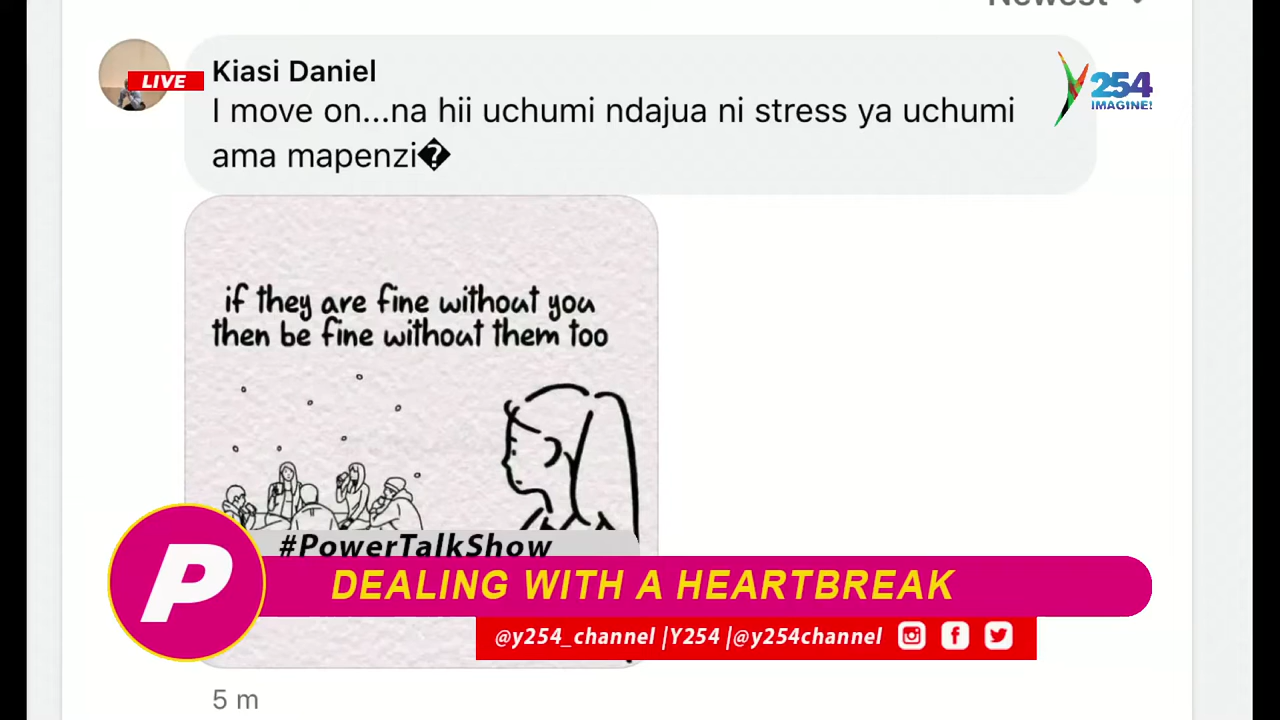 Newest
Kiasi Daniel
LIVE
I move on...na hii uchumi ndajua ni stress ya uchumi
ama mapenzi�
254
IMAGINE!
if they are fine without you
then be fine without them too
P
#PowerTalkShow
DEALING WITH A HEARTBREAK
@y254_channel |Y254 |@y254channel
5 m